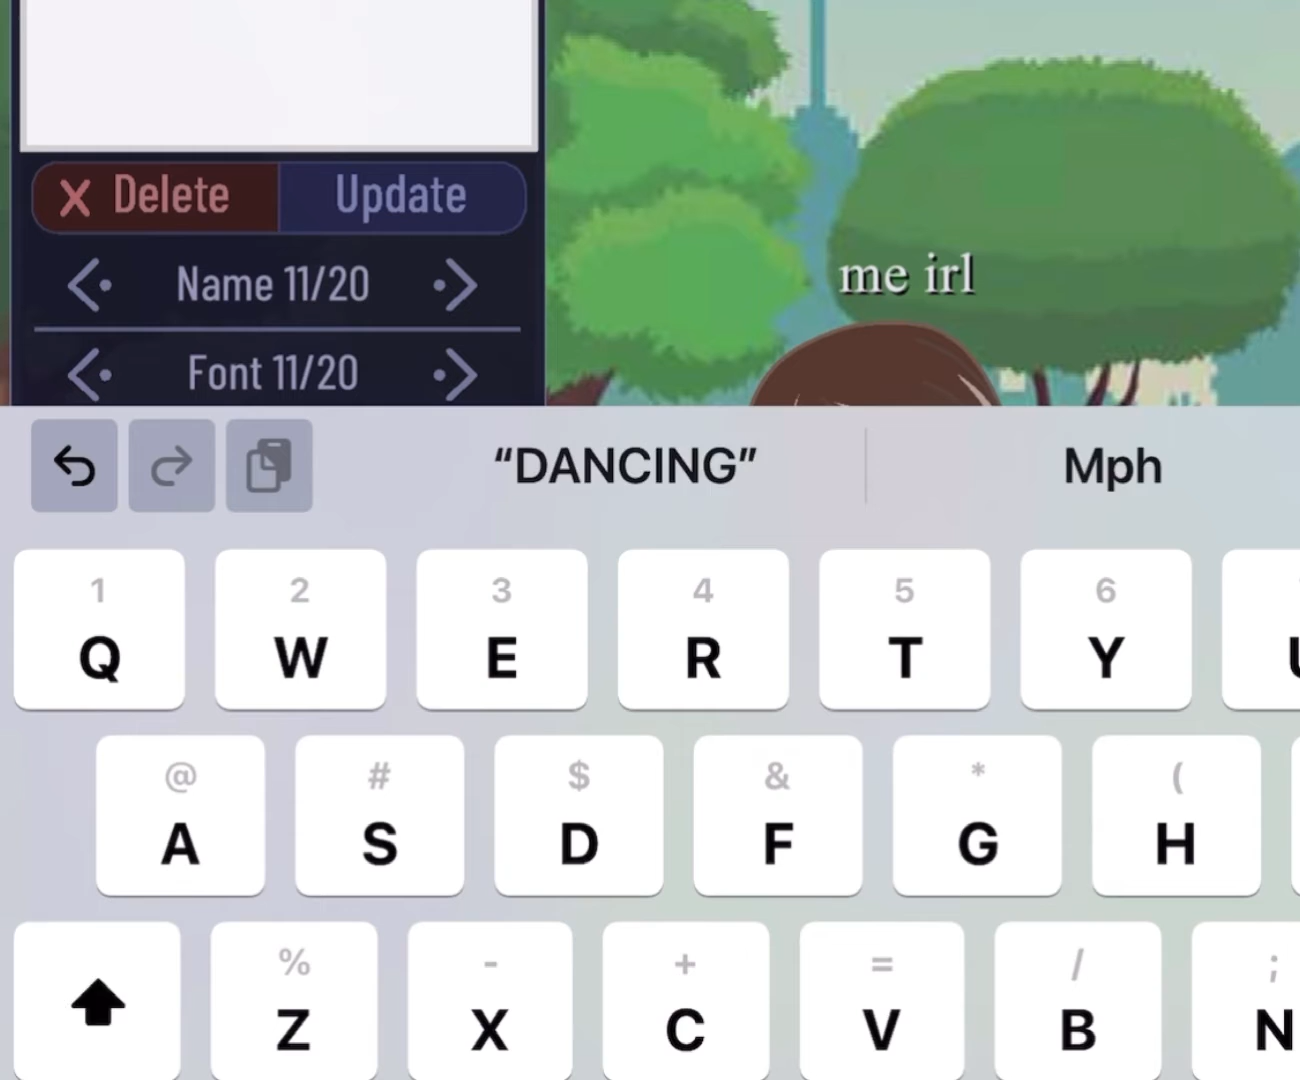 X Delete Update
Name 11/20
me irl
Font 11/20
“DANCING” Mph
1 2 3 4 5 6
Q W E R T Y
@ # $ & * (
A S D F G H
% - + = / ;
Z X C V B N